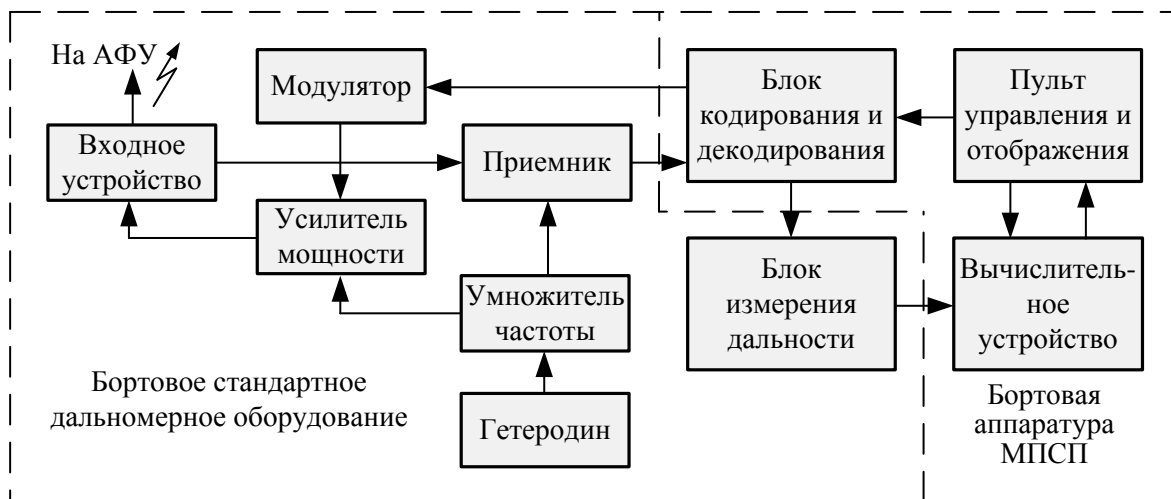 На АФУ
Модулятор
Блок
кодирования и
декодирования
Пульт
управления и
отображения
Входное
устройство
Приемник
Усилитель
мощности
Умножитель
частоты
Блок
измерения
дальности
Вычислитель-
ное
устройство
Бортовое стандартное
дальномерное оборудование
Гетеродин
Бортовая
аппаратура
МПСП